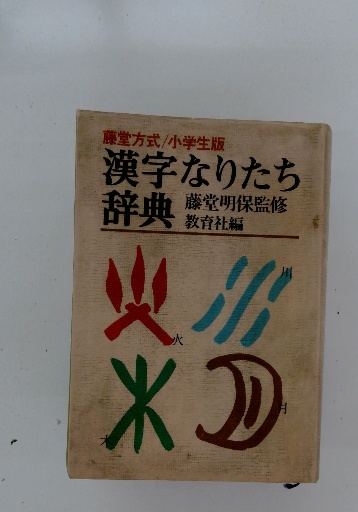 藤堂方式/小学生版
漢字なりたち
辞典 藤堂明保監修
教育社編
川
火
木
月